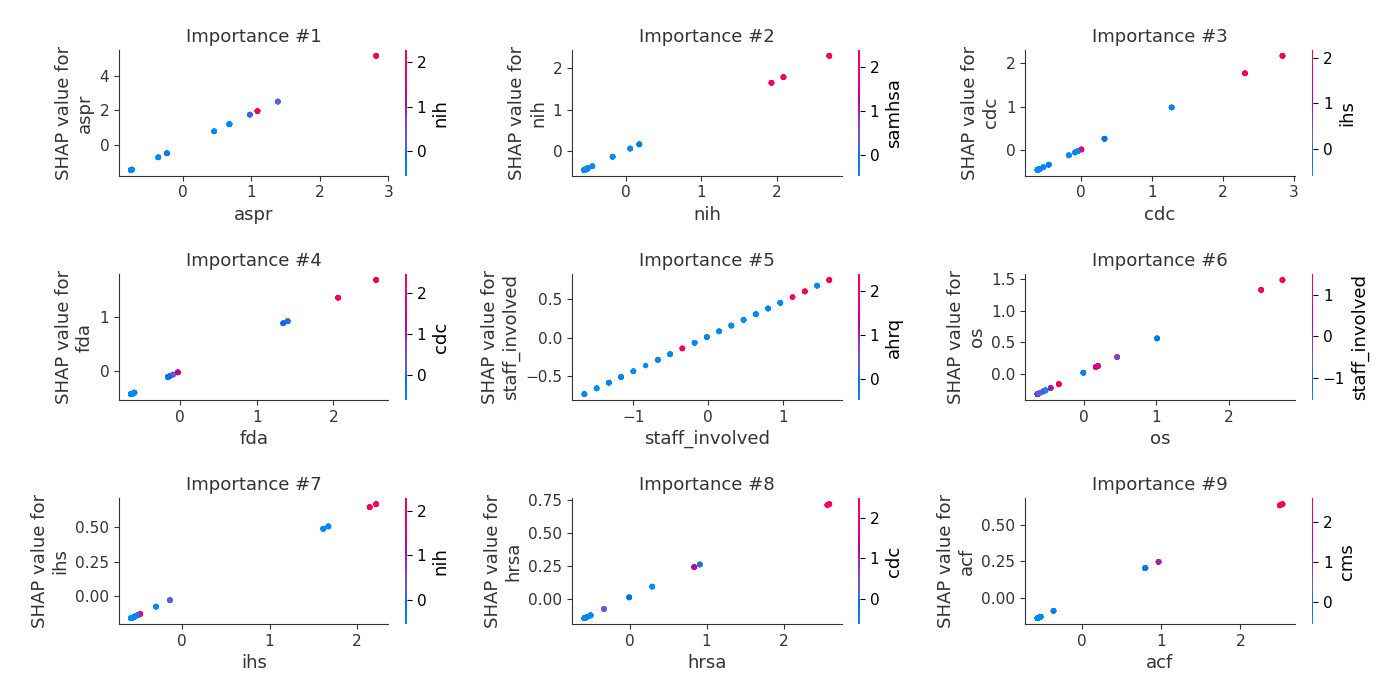 Importance #1
SHAP value for
aspr
4
2
0
0
1
2
3
aspr
2
1
0
nih
Importance #2
SHAP value for
nih
2
1
0
0
1
2
nih
2
1
0
samhsa
Importance #3
SHAP value for
cdc
2
1
0
0
1
2
3
cdc
2
1
0
ihs
Importance #4
SHAP value for
fda
1
0
0
1
2
fda
2
1
0
cdc
Importance #5
SHAP value for
staff_involved
0.5
0.0
−0.5
−1
0
1
staff_involved
2
1
0
ahrq
Importance #6
SHAP value for
os
1.5
1.0
0.5
0.0
0
1
2
os
1
0
−1
staff_involved
Importance #7
SHAP value for
ihs
0.50
0.25
0.00
0
1
2
ihs
2
1
0
nih
Importance #8
SHAP value for
hrsa
0.75
0.50
0.25
0.00
0
1
2
hrsa
2
1
0
cdc
Importance #9
SHAP value for
acf
0.50
0.25
0.00
0
1
2
acf
2
1
0
cms